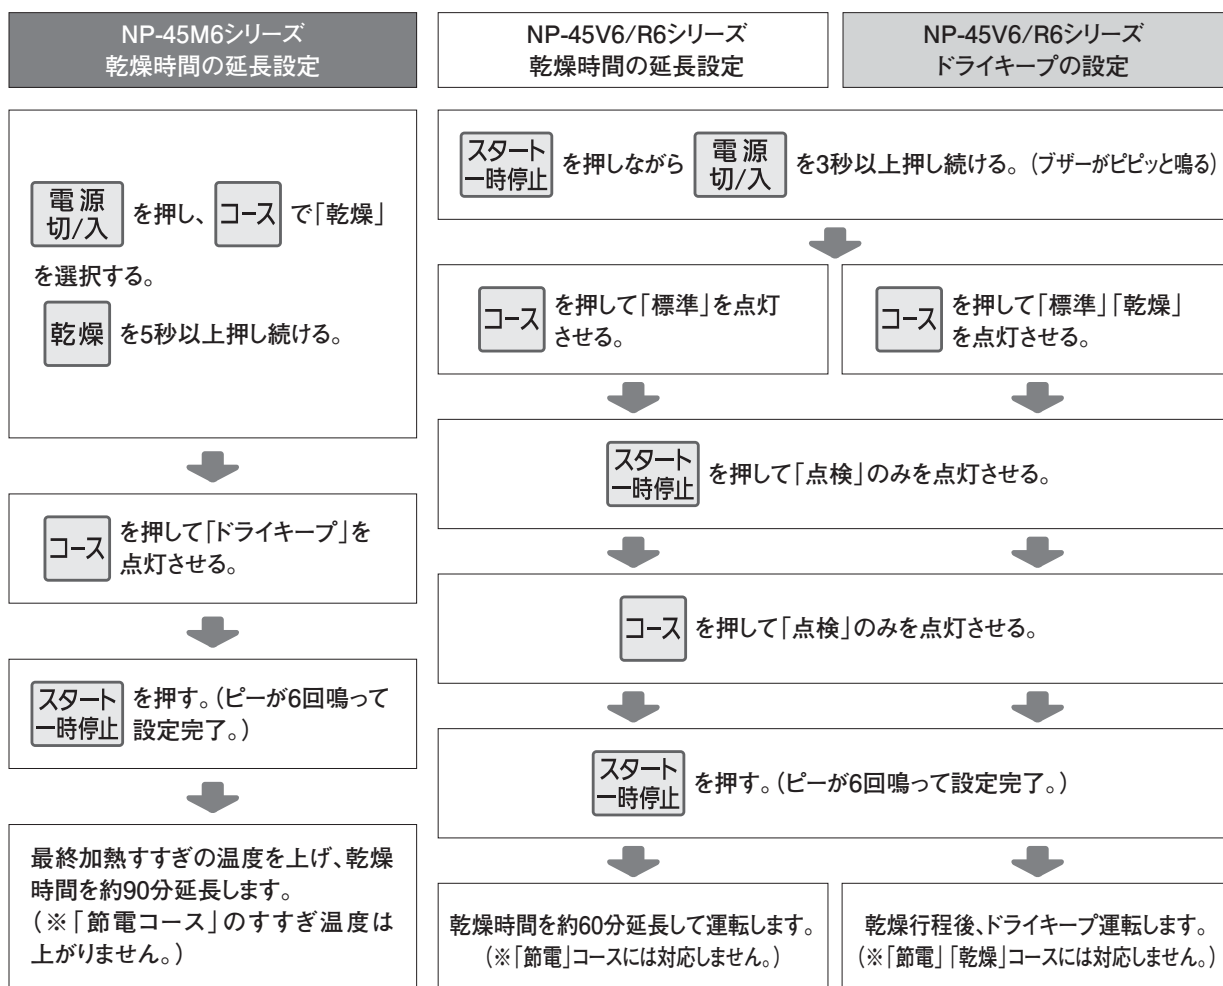 NP-45M6シリーズ
乾燥時間の延長設定
電源
切/入
を押し、
コース
で「乾燥」
を選択する。
乾燥
を5秒以上押し続ける。
コース
を押して「ドライキープ」を
点灯させる。
スタート
一時停止
を押す。(ピーが6回鳴って
設定完了。)
最終加熱すすぎの温度を上げ、乾燥
時間を約90分延長します。
(※「節電コース」のすすぎ温度は
上がりません。)
NP-45V6/R6シリーズ
乾燥時間の延長設定
NP-45V6/R6シリーズ
ドライキープの設定
スタート
一時停止
を押しながら
電源
切/入
を3秒以上押し続ける。(ブザーがピピッと鳴る)
コース
を押して「標準」を点灯
させる。
コース
を押して「標準」「乾燥」
を点灯させる。
スタート
一時停止
を押して「点検」のみを点灯させる。
コース
を押して「点検」のみを点灯させる。
スタート
一時停止
を押す。(ピーが6回鳴って設定完了。)
乾燥時間を約60分延長して運転します。
(※「節電」コースには対応しません。)
乾燥行程後、ドライキープ運転します。
(※「節電」「乾燥」コースには対応しません。)